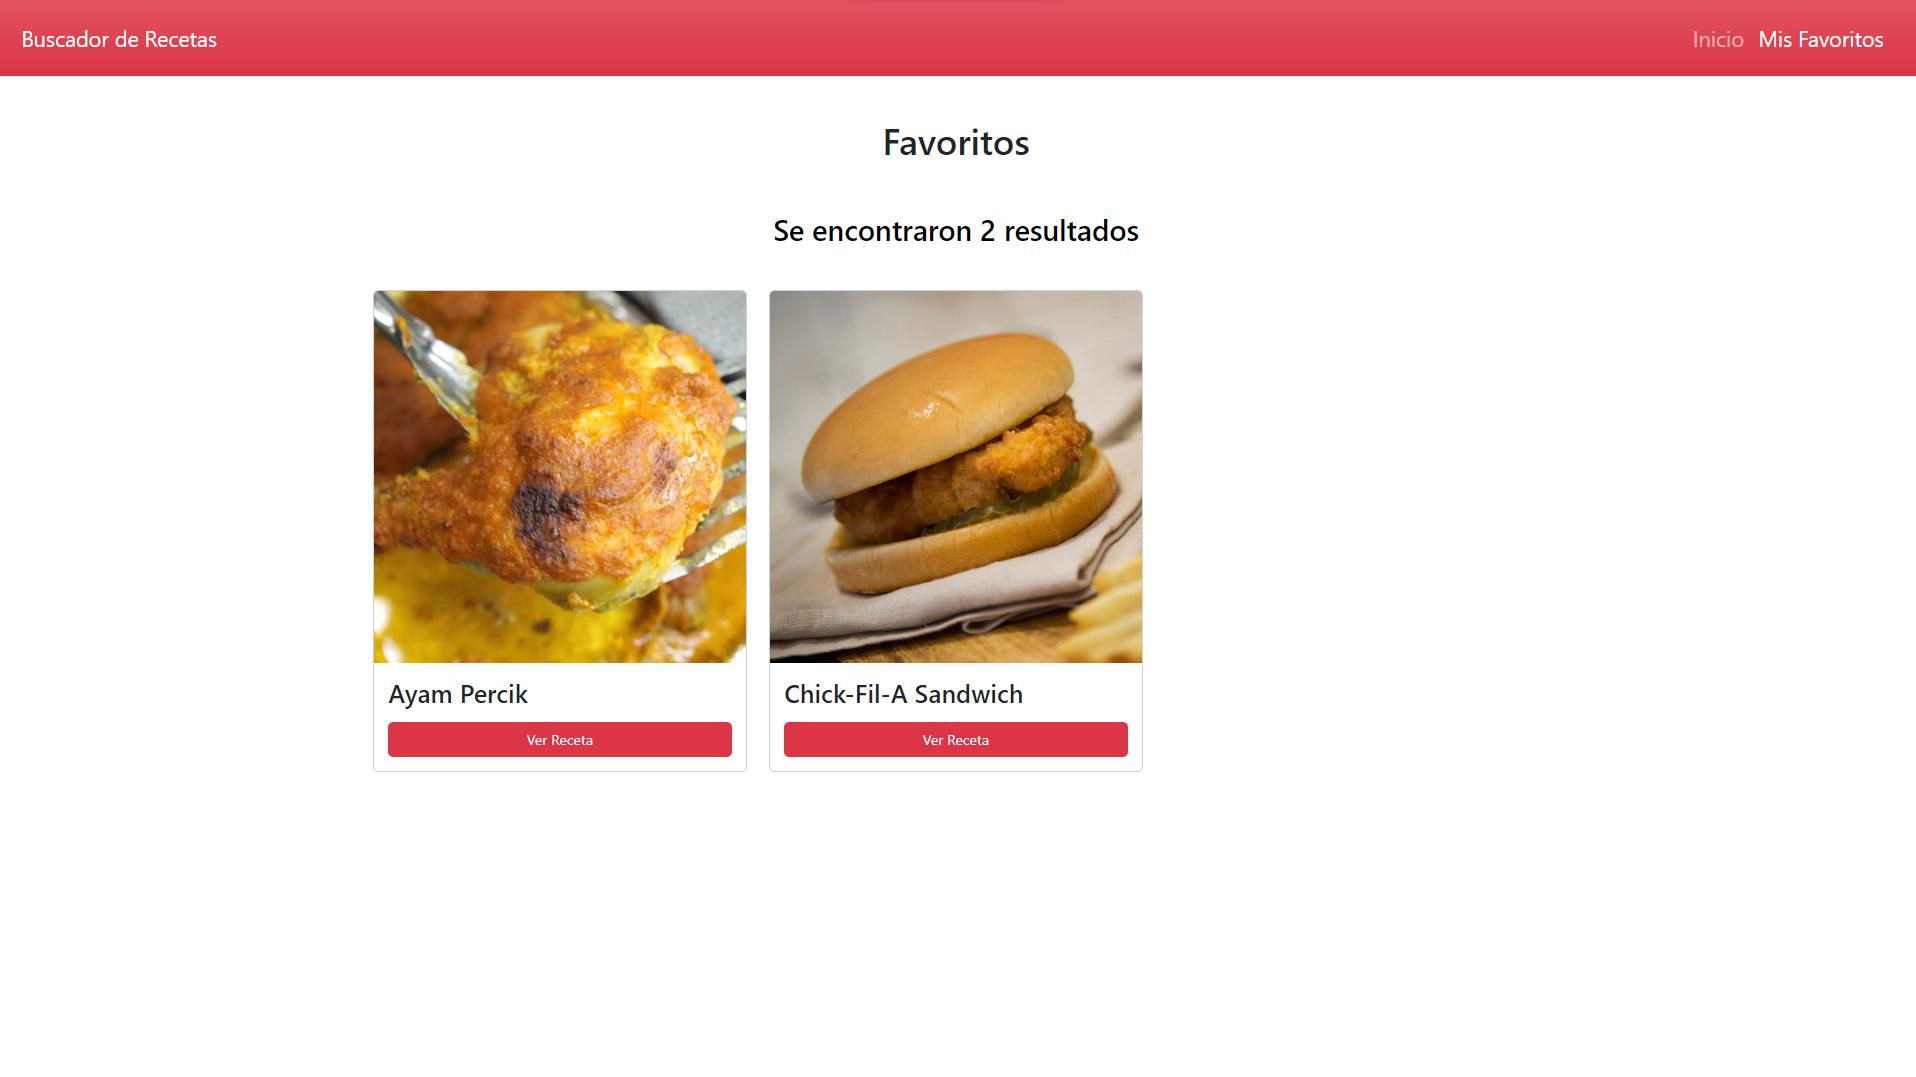 Buscador de Recetas
Inicio Mis Favoritos
Favoritos
Se encontraron 2 resultados
Ayam Percik
Ver Receta
Chick-Fil-A Sandwich
Ver Receta